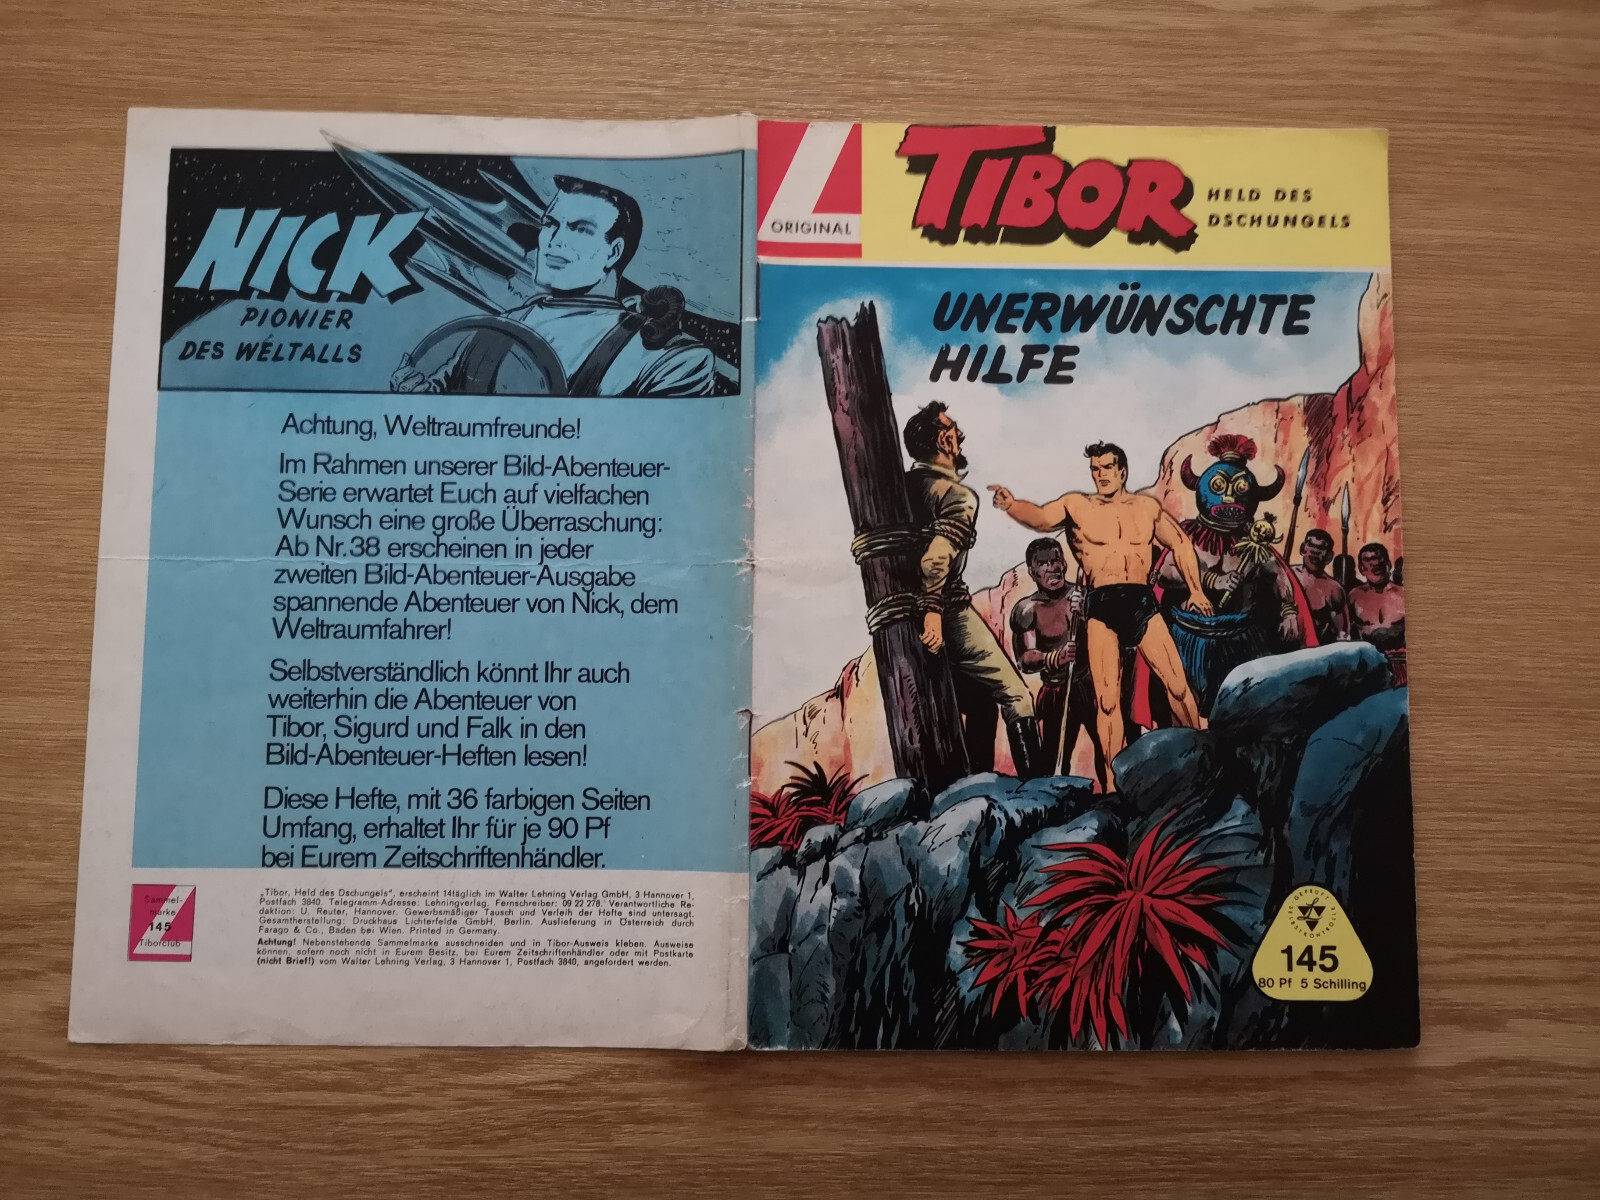 NICK
PIONIER
DES WELTALLS
Achtung, Weltraumfreunde!
Im Rahmen unserer Bild-Abenteuer-
Serie erwartet Euch auf vielfachen
Wunsch eine große Überraschung:
Ab Nr. 38 erscheinen in jeder
zweiten Bild-Abenteuer-Ausgabe
spannende Abenteuer von Nick, dem
Weltraumfahrer!
Selbstverständlich könnt Ihr auch
weiterhin die Abenteuer von
Tibor, Sigurd und Falk in den
Bild-Abenteuer-Heften lesen!
Diese Hefte, mit 36 farbigen Seiten
Umfang, erhaltet Ihr für je 90 Pf
bei Eurem Zeitschriftenhändler.
Sammel-
marke
145
Tiborclub
„Tibor, Held des Dschungels", erscheint 14täglich im Walter Lehning Verlag GmbH, 3 Hannover 1,
Postfach 3840. Telegramm-Adresse: Lehningverlag. Fernschreiber: 09 22 278. Verantwortliche Re-
daktion: U. Reuter, Hannover. Gewerbsmäßiger Tausch und Verleih der Hefte sind untersagt.
Gesamtherstellung: Druckhaus Lichterfelde GmbH, Berlin. Auslieferung in Österreich durch
Farago & Co., Baden bei Wien. Printed in Germany.
Achtung! Nebenstehende Sammelmarke ausschneiden und in Tibor-Ausweis kleben. Ausweise
können, sofern noch nicht in Eurem Besitz, bei Eurem Zeitschriftenhändler oder mit Postkarte
(nicht Brief!) vom Walter Lehning Verlag, 3 Hannover 1, Postfach 3840, angefordert werden.
ORIGINAL
TIBOR
HELD DES
DSCHUNGELS
UNERWÜNSCHTE
HILFE
GEPRÜFT
SELBSTKONTROLLE
145
80 Pf 5 Schilling